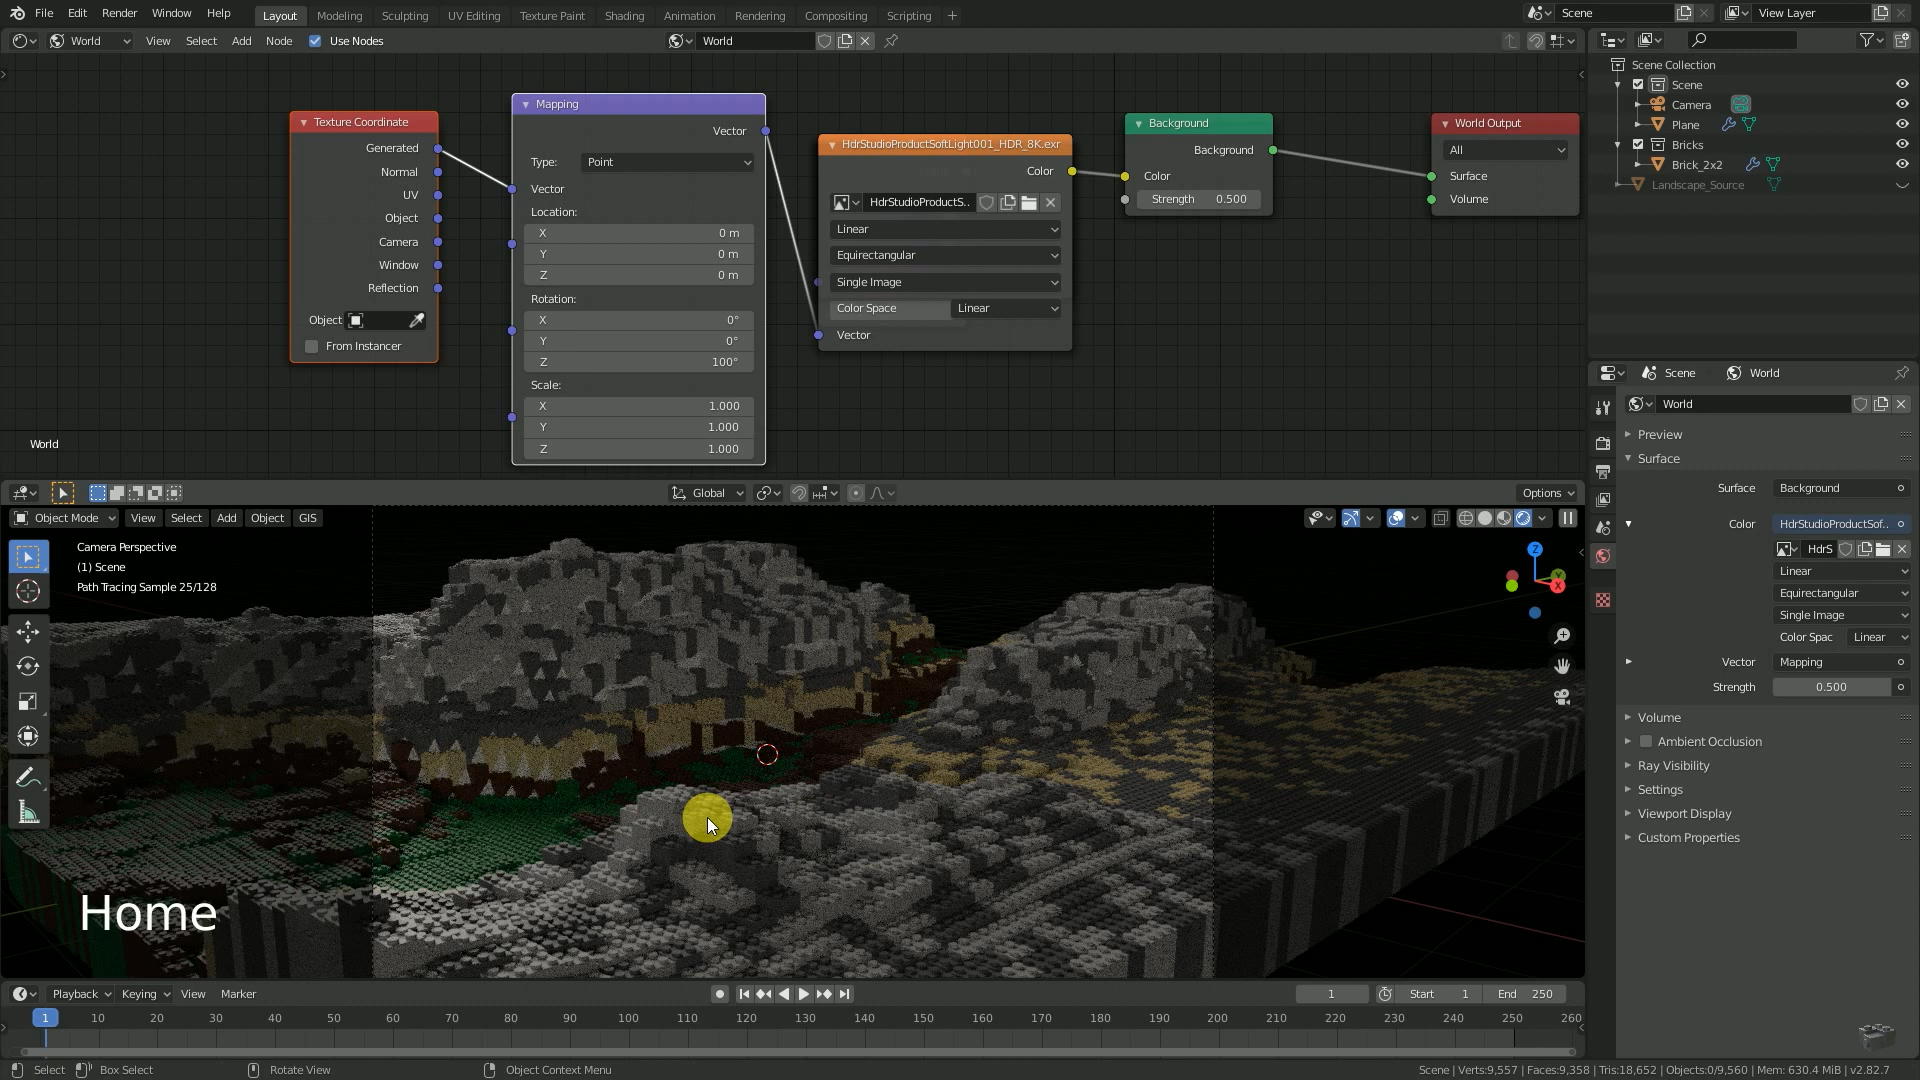 File Edit Render Window Help Layout Modeling Sculpting UV Editing Texture Paint Shading Animation Rendering Compositing Scripting + Scene View Layer
World View Select Add Node Use Nodes World
Texture Coordinate
Generated
Normal
UV
Object
Camera
Window
Reflection
Object
From Instancer
Mapping
Vector
Type: Point
Vector
Location:
X 0 m
Y 0 m
Z 0 m
Rotation:
X 0°
Y 0°
Z 100°
Scale:
X 1.000
Y 1.000
Z 1.000
HdrStudioProductSoftLight001_HDR_8K.exr
Color
HdrStudioProductS..
Linear
Equirectangular
Single Image
Color Space Linear
Vector
Background
Background
Color
Strength 0.500
World Output
All
Surface
Volume
World
Scene Collection
Scene
Camera
Plane
Bricks
Brick_2x2
Landscape_Source
Scene World
World
Preview
Surface
Surface Background
Color HdrStudioProductSof..
HdrS
Linear
Equirectangular
Single Image
Color Spac Linear
Vector Mapping
Strength 0.500
Volume
Ambient Occlusion
Ray Visibility
Settings
Viewport Display
Custom Properties
Global Options
Object Mode View Select Add Object GIS
Camera Perspective
(1) Scene
Path Tracing Sample 25/128
Z
Y
X
Home
Playback Keying View Marker 1 Start 1 End 250
1 10 20 30 40 50 60 70 80 90 100 110 120 130 140 150 160 170 180 190 200 210 220 230 240 250 260
Select Box Select Rotate View Object Context Menu Scene | Verts:9,557 | Faces:9,358 | Tris:18,652 | Objects:0/9,560 | Mem: 630.4 MiB | v2.82.7